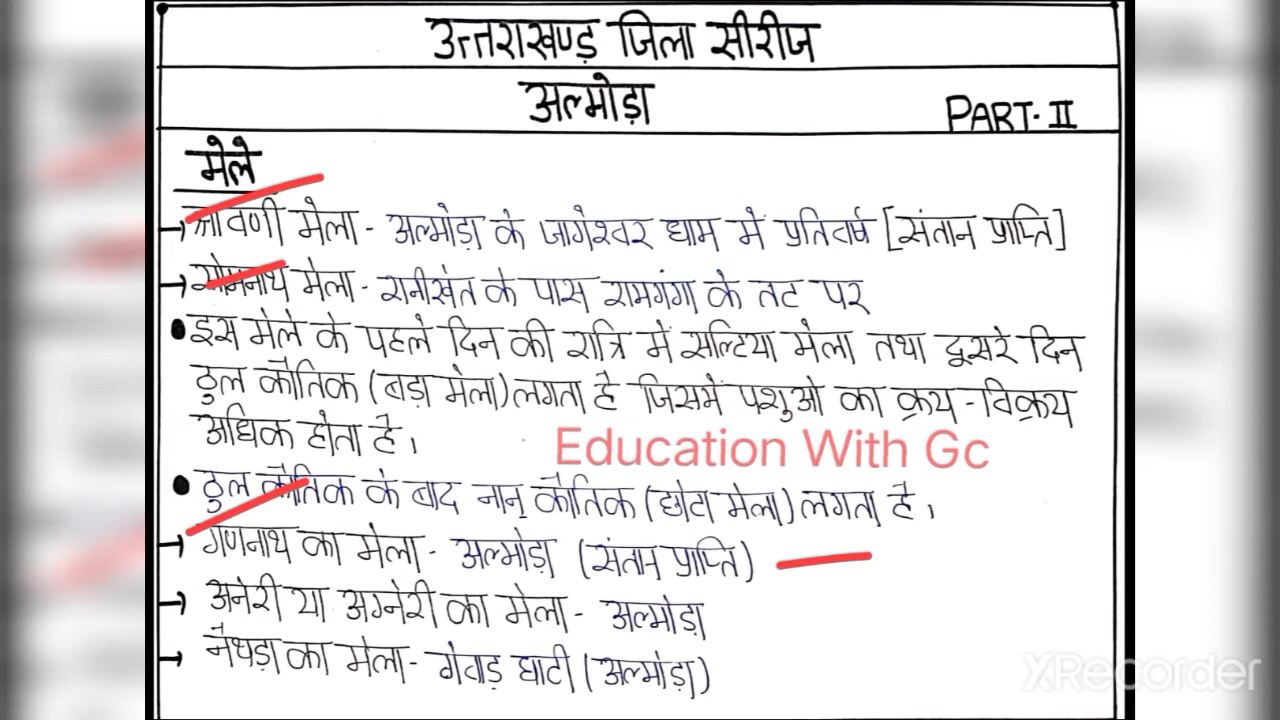 उत्तराखण्ड़ जिला सीरीज
अल्मोड़ा
PART-II
मेले
→ श्रावणी मेला - अल्मोड़ा के जागेश्वर धाम में प्रतिवर्ष [संतान प्राप्ति]
→ सोमनाथ मेला - रानीखेत के पास रामगंगा के तट पर
● इस मेले के पहले दिन की रात्रि में सल्टिया मेला तथा दूसरे दिन
ठुल कौतिक (बड़ा मेला) लगता है जिसमें पशुओ का क्रय-विक्रय
अधिक होता है।
Education With Gc
● ठुल कौतिक के बाद नान् कौतिक (छोटा मेला) लगता है।
→ गणनाथ का मेला - अल्मोड़ा (संतान प्राप्ति)
→ अनेरी या अग्नेरी का मेला - अल्मोड़ा
→ नैथड़ा का मेला - गेवाड़ घाटी (अल्मोड़ा)
XRecorder